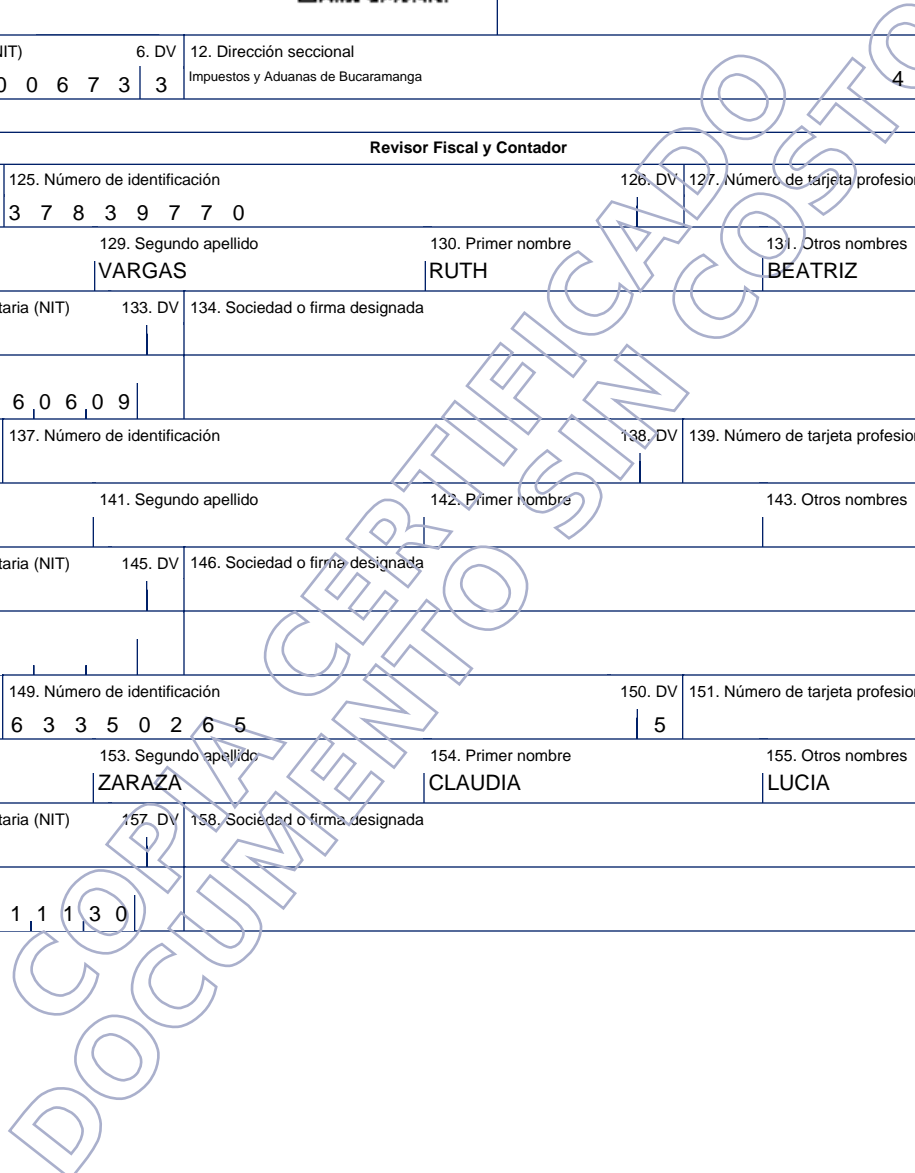 NIT) 6. DV 12. Dirección seccional
0 0 6 7 3 3 Impuestos y Aduanas de Bucaramanga 4
Revisor Fiscal y Contador
125. Número de identificación 126. DV 127. Número de tarjeta profesion
3 7 8 3 9 7 7 0
129. Segundo apellido 130. Primer nombre 131. Otros nombres
VARGAS RUTH BEATRIZ
taria (NIT) 133. DV 134. Sociedad o firma designada
6 0 6 0 9
137. Número de identificación 138. DV 139. Número de tarjeta profesion
141. Segundo apellido 142. Primer nombre 143. Otros nombres
taria (NIT) 145. DV 146. Sociedad o firma designada
149. Número de identificación 150. DV 151. Número de tarjeta profesion
6 3 3 5 0 2 6 5 5
153. Segundo apellido 154. Primer nombre 155. Otros nombres
ZARAZA CLAUDIA LUCIA
taria (NIT) 157. DV 158. Sociedad o firma designada
1 1 1 3 0
COPIA CERTIFICADO
DOCUMENTO SIN COSTO